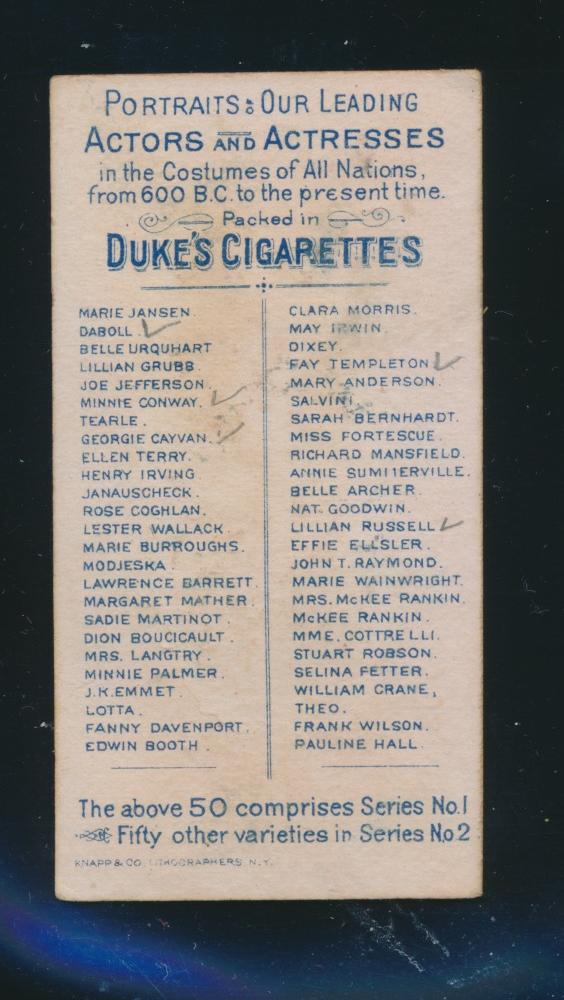 PORTRAITS OF OUR LEADING
ACTORS AND ACTRESSES
in the Costumes of All Nations,
from 600 B.C. to the present time.
Packed in
DUKE'S CIGARETTES
MARIE JANSEN.
DABOLL.
BELLE URQUHART
LILLIAN GRUBB.
JOE JEFFERSON.
MINNIE CONWAY.
TEARLE.
GEORGIE CAYVAN.
ELLEN TERRY.
HENRY IRVING
JANAUSCHECK.
ROSE COGHLAN.
LESTER WALLACK.
MARIE BURROUGHS.
MODJESKA.
LAWRENCE BARRETT.
MARGARET MATHER.
SADIE MARTINOT.
DION BOUCICAULT.
MRS. LANGTRY.
MINNIE PALMER.
J.K.EMMET.
LOTTA.
FANNY DAVENPORT.
EDWIN BOOTH.
CLARA MORRIS.
MAY IRWIN.
DIXEY.
FAY TEMPLETON
MARY ANDERSON.
SALVINI.
SARAH BERNHARDT.
MISS FORTESCUE.
RICHARD MANSFIELD.
ANNIE SUMMERVILLE.
BELLE ARCHER.
NAT. GOODWIN.
LILLIAN RUSSELL
EFFIE ELLSLER.
JOHN T. RAYMOND.
MARIE WAINWRIGHT.
MRS. McKEE RANKIN.
McKEE RANKIN.
MME. COTTRELLI.
STUART ROBSON.
SELINA FETTER.
WILLIAM CRANE,
THEO.
FRANK WILSON.
PAULINE HALL.
The above 50 comprises Series No.1
Fifty other varieties in Series No.2
KNAPP & CO. LITHOGRAPHERS N.Y.